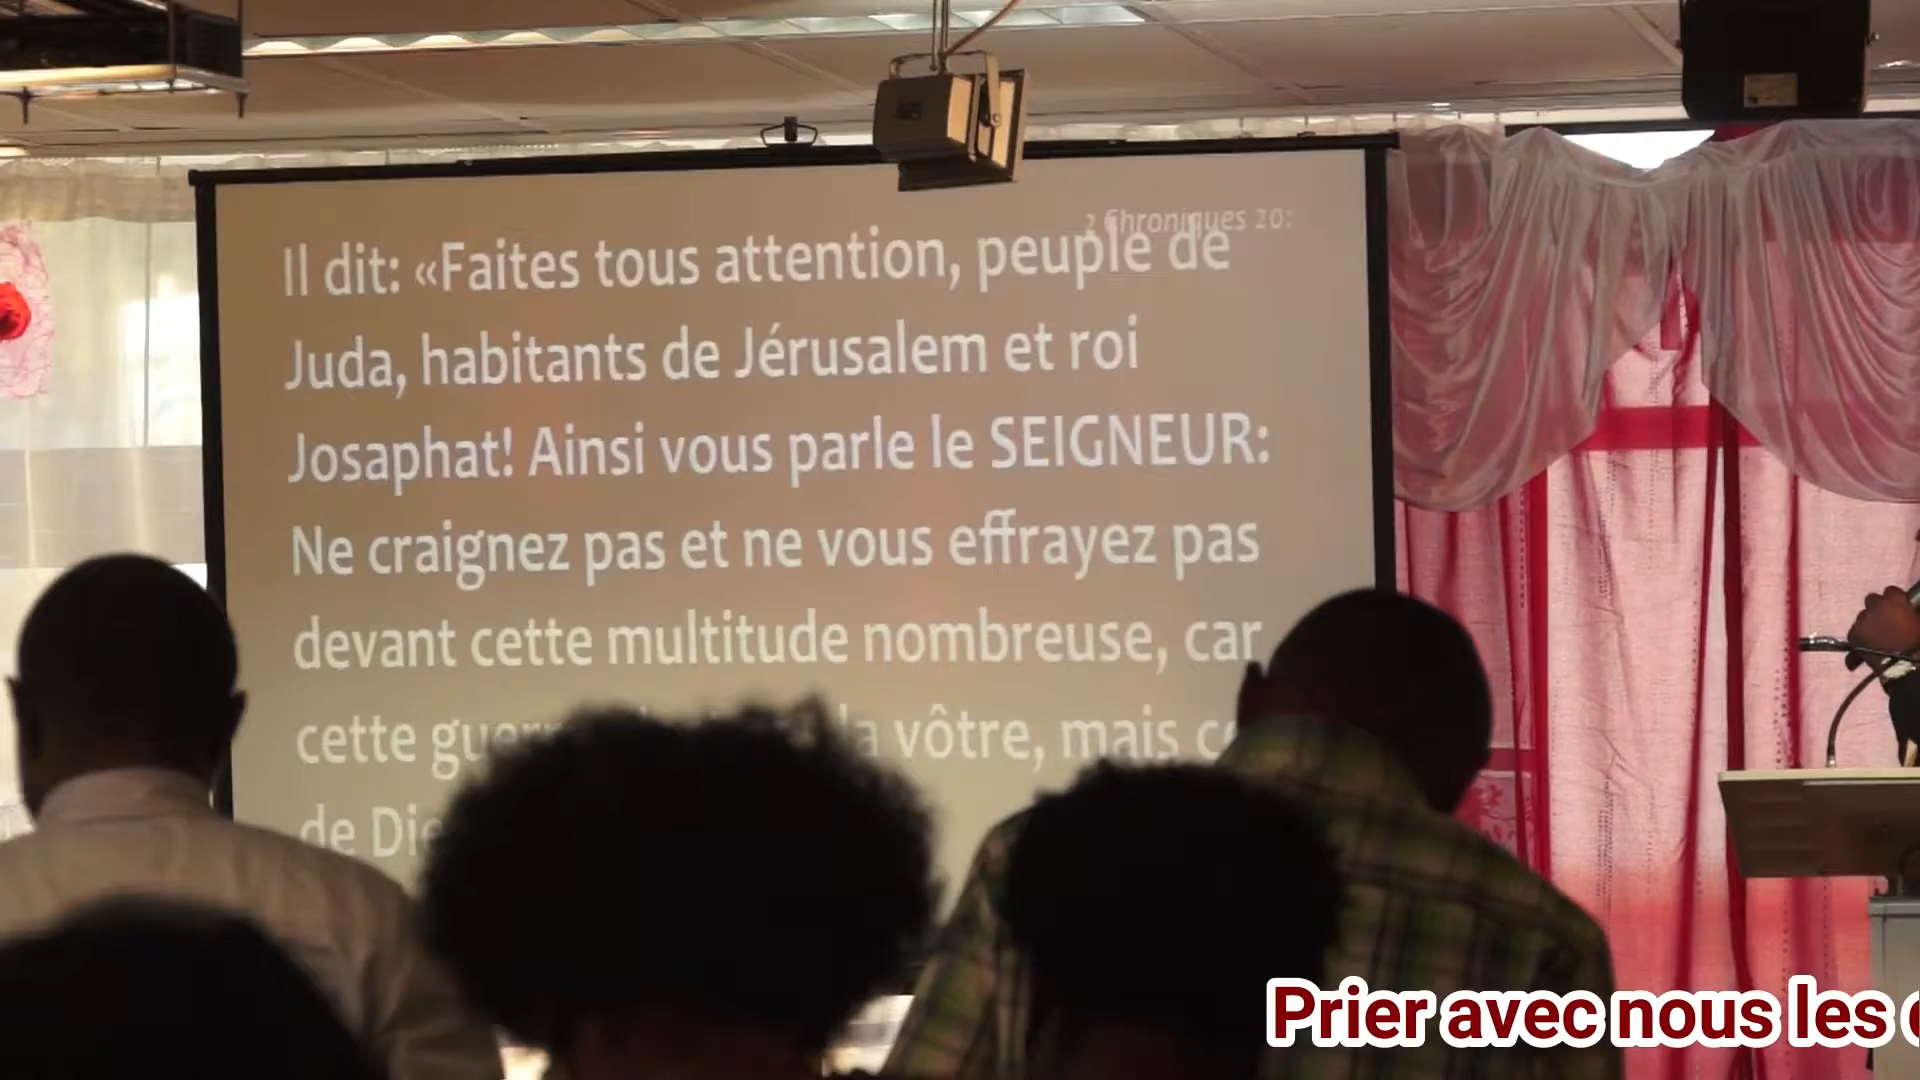 2 Chroniques 20:
Il dit: «Faites tous attention, peuple de
Juda, habitants de Jérusalem et roi
Josaphat! Ainsi vous parle le SEIGNEUR:
Ne craignez pas et ne vous effrayez pas
devant cette multitude nombreuse, car
cette la vôtre, mais
de
Prier avec nous les